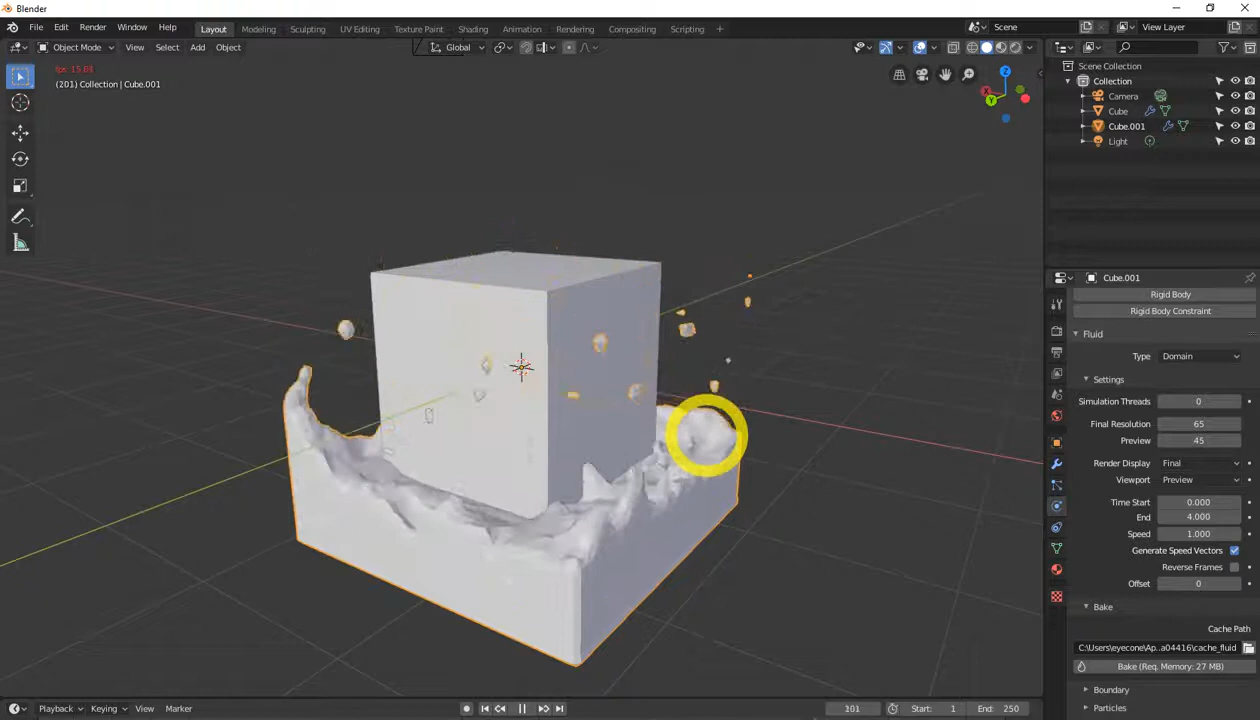 Blender
File Edit Render Window Help Layout Modeling Sculpting UV Editing Texture Paint Shading Animation Rendering Compositing Scripting + Scene View Layer
Object Mode View Select Add Object Global
fps: 15.03
(201) Collection | Cube.001
Scene Collection
Collection
Camera
Cube
Cube.001
Light
X
Y
Z
Cube.001
Rigid Body
Rigid Body Constraint
Fluid
Type Domain
Settings
Simulation Threads 0
Final Resolution 65
Preview 45
Render Display Final
Viewport Preview
Time Start 0.000
End 4.000
Speed 1.000
Generate Speed Vectors
Reverse Frames
Offset 0
Bake
Cache Path
C:\Users\eyecone\Ap..a04416\cache_fluid
Bake (Req. Memory: 27 MB)
Boundary
Particles
Playback Keying View Marker 101 Start: 1 End: 250